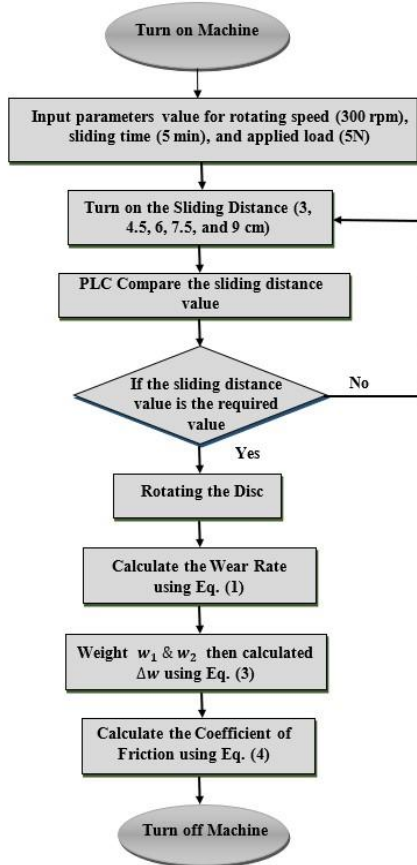 Turn on Machine
Input parameters value for rotating speed (300 rpm),
sliding time (5 min), and applied load (5N)
Turn on the Sliding Distance (3,
4.5, 6, 7.5, and 9 cm)
PLC Compare the sliding distance
value
If the sliding distance
value is the required
value
No
Yes
Rotating the Disc
Calculate the Wear Rate
using Eq. (1)
Weight w₁ & w₂ then calculated
Δw using Eq. (3)
Calculate the Coefficient of
Friction using Eq. (4)
Turn off Machine